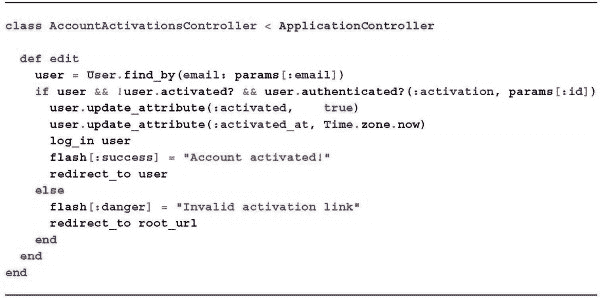 class AccountActivationsController < ApplicationController
def edit
user = User.find_by(email: params[:email])
if user && !user.activated? && user.authenticated?(:activation, params[:id])
user.update_attribute(:activated,    true)
user.update_attribute(:activated_at, Time.zone.now)
log_in user
flash[:success] = "Account activated!"
redirect_to user
else
flash[:danger] = "Invalid activation link"
redirect_to root_url
end
end
end